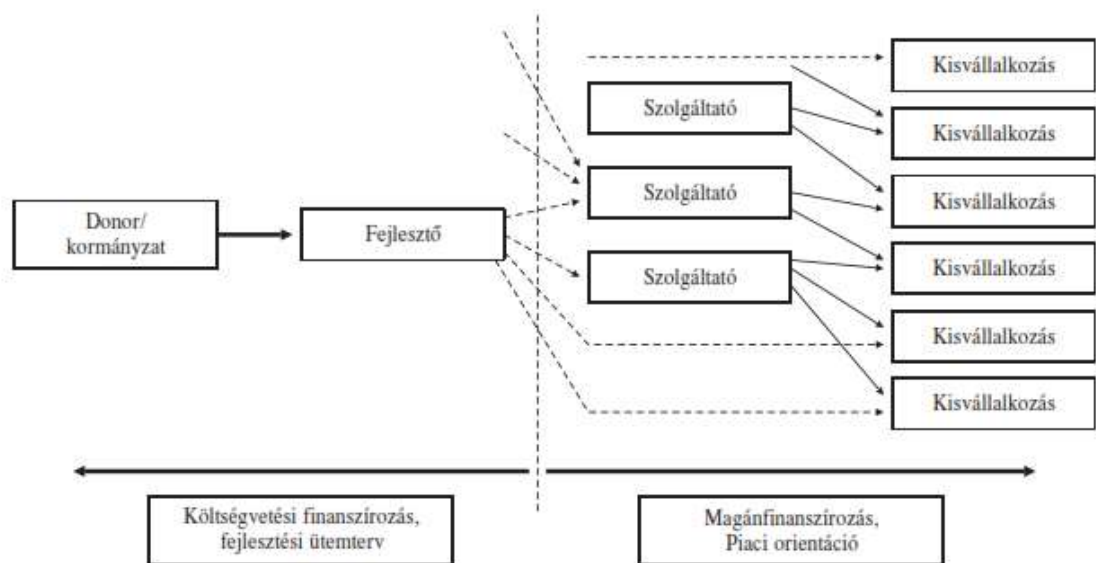 Donor/
kormányzat
Fejlesztő
Szolgáltató
Szolgáltató
Szolgáltató
Kisvállalkozás
Kisvállalkozás
Kisvállalkozás
Kisvállalkozás
Kisvállalkozás
Kisvállalkozás
Költségvetési finanszírozás,
fejlesztési ütemterv
Magánfinanszírozás,
Piaci orientáció